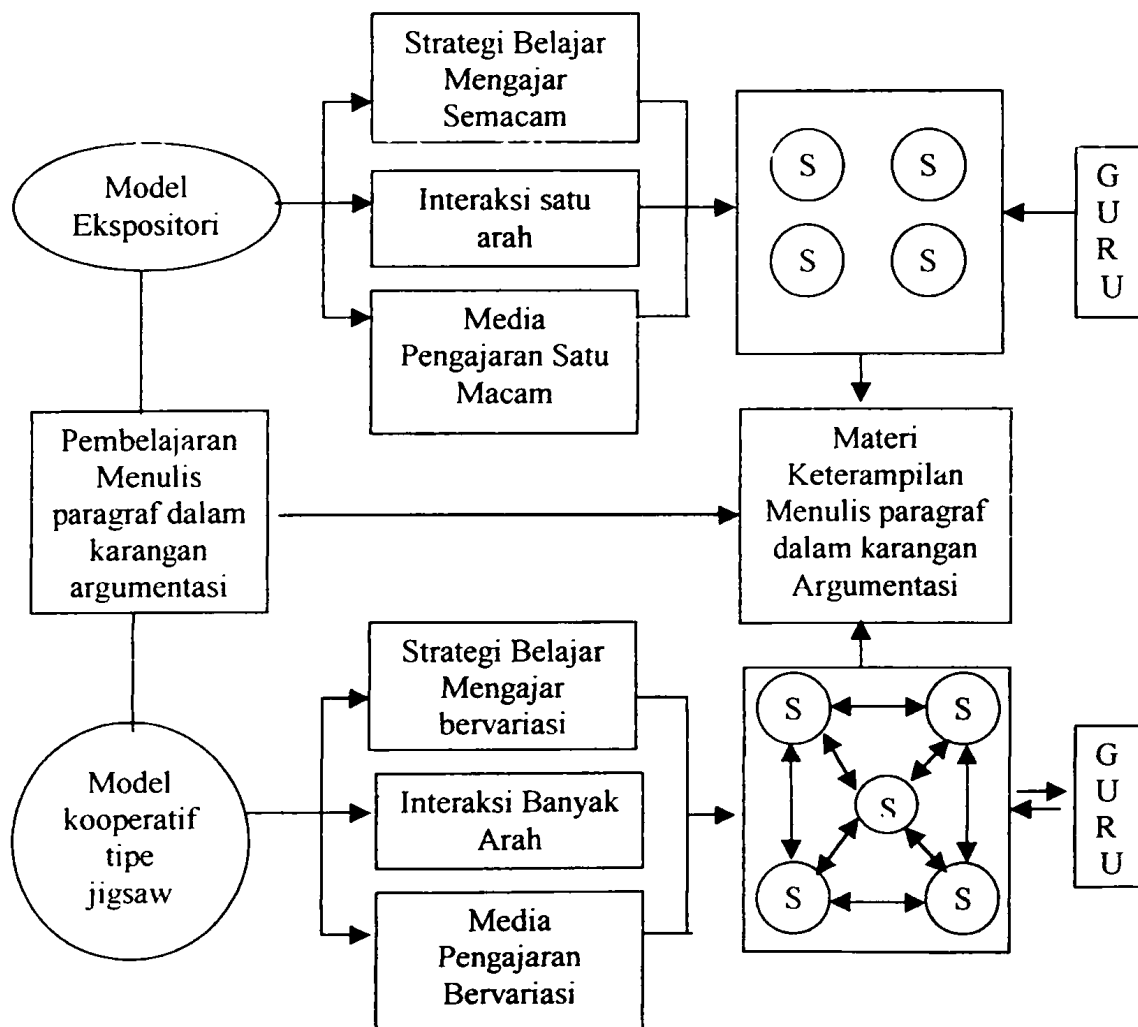 Strategi Belajar
Mengajar
Semacam
Model
Ekspositori
Interaksi satu
arah
Media
Pengajaran Satu
Macam
S
S
S
S
G
U
R
U
Pembelajaran
Menulis
paragraf dalam
karangan
argumentasi
Materi
Keterampilan
Menulis paragraf
dalam karangan
Argumentasi
Model
kooperatif
tipe
jigsaw
Strategi Belajar
Mengajar
bervariasi
Interaksi Banyak
Arah
Media
Pengajaran
Bervariasi
S
S
S
S
S
G
U
R
U